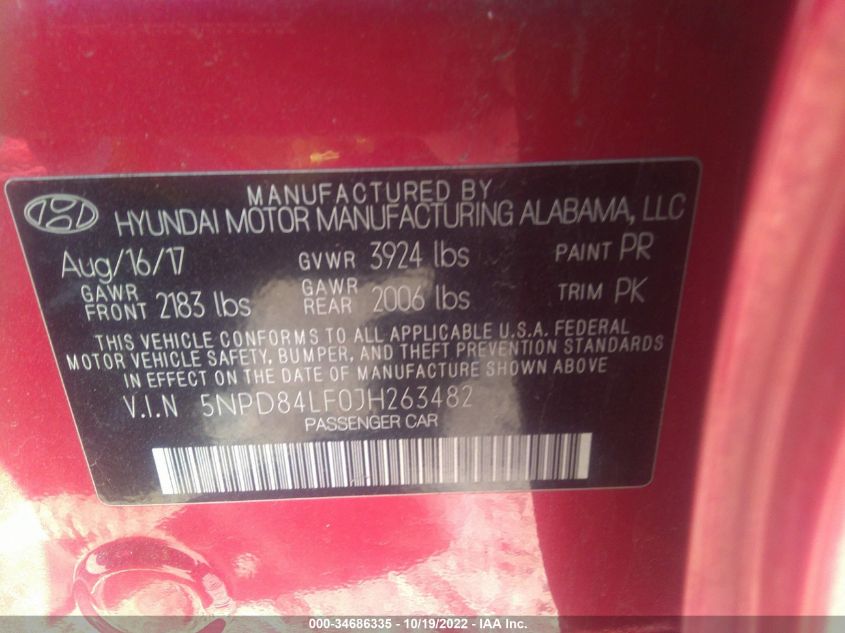 MANUFACTURED BY
HYUNDAI MOTOR MANUFACTURING ALABAMA, LLC
Aug/16/17 GVWR 3924 lbs PAINT PR
GAWR FRONT 2183 lbs GAWR REAR 2006 lbs TRIM PK
THIS VEHICLE CONFORMS TO ALL APPLICABLE U.S.A. FEDERAL
MOTOR VEHICLE SAFETY, BUMPER, AND THEFT PREVENTION STANDARDS
IN EFFECT ON THE DATE OF MANUFACTURE SHOWN ABOVE
V.I.N 5NPD84LF0JH263482
PASSENGER CAR
000-34686335 - 10/19/2022 - IAA Inc.